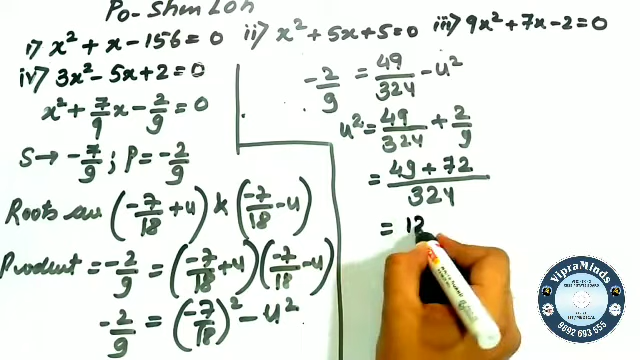 Po-Shen Loh
i) x² + x - 156 = 0 ii) x² + 5x + 5 = 0 iii) 9x² + 7x - 2 = 0
iv) 3x² - 5x + 2 = 0
x² + 7/9 x - 2/9 = 0
S → -7/9 ; P = -2/9
Roots are (-7/18 + u) × (-7/18 - u)
Product = -2/9 = (-7/18 + u)(-7/18 - u)
-2/9 = (-7/18)² - u²
-2/9 = 49/324 - u²
u² = 49/324 + 2/9
= 49 + 72 / 324
= 12
VipraMinds
8692 693 655